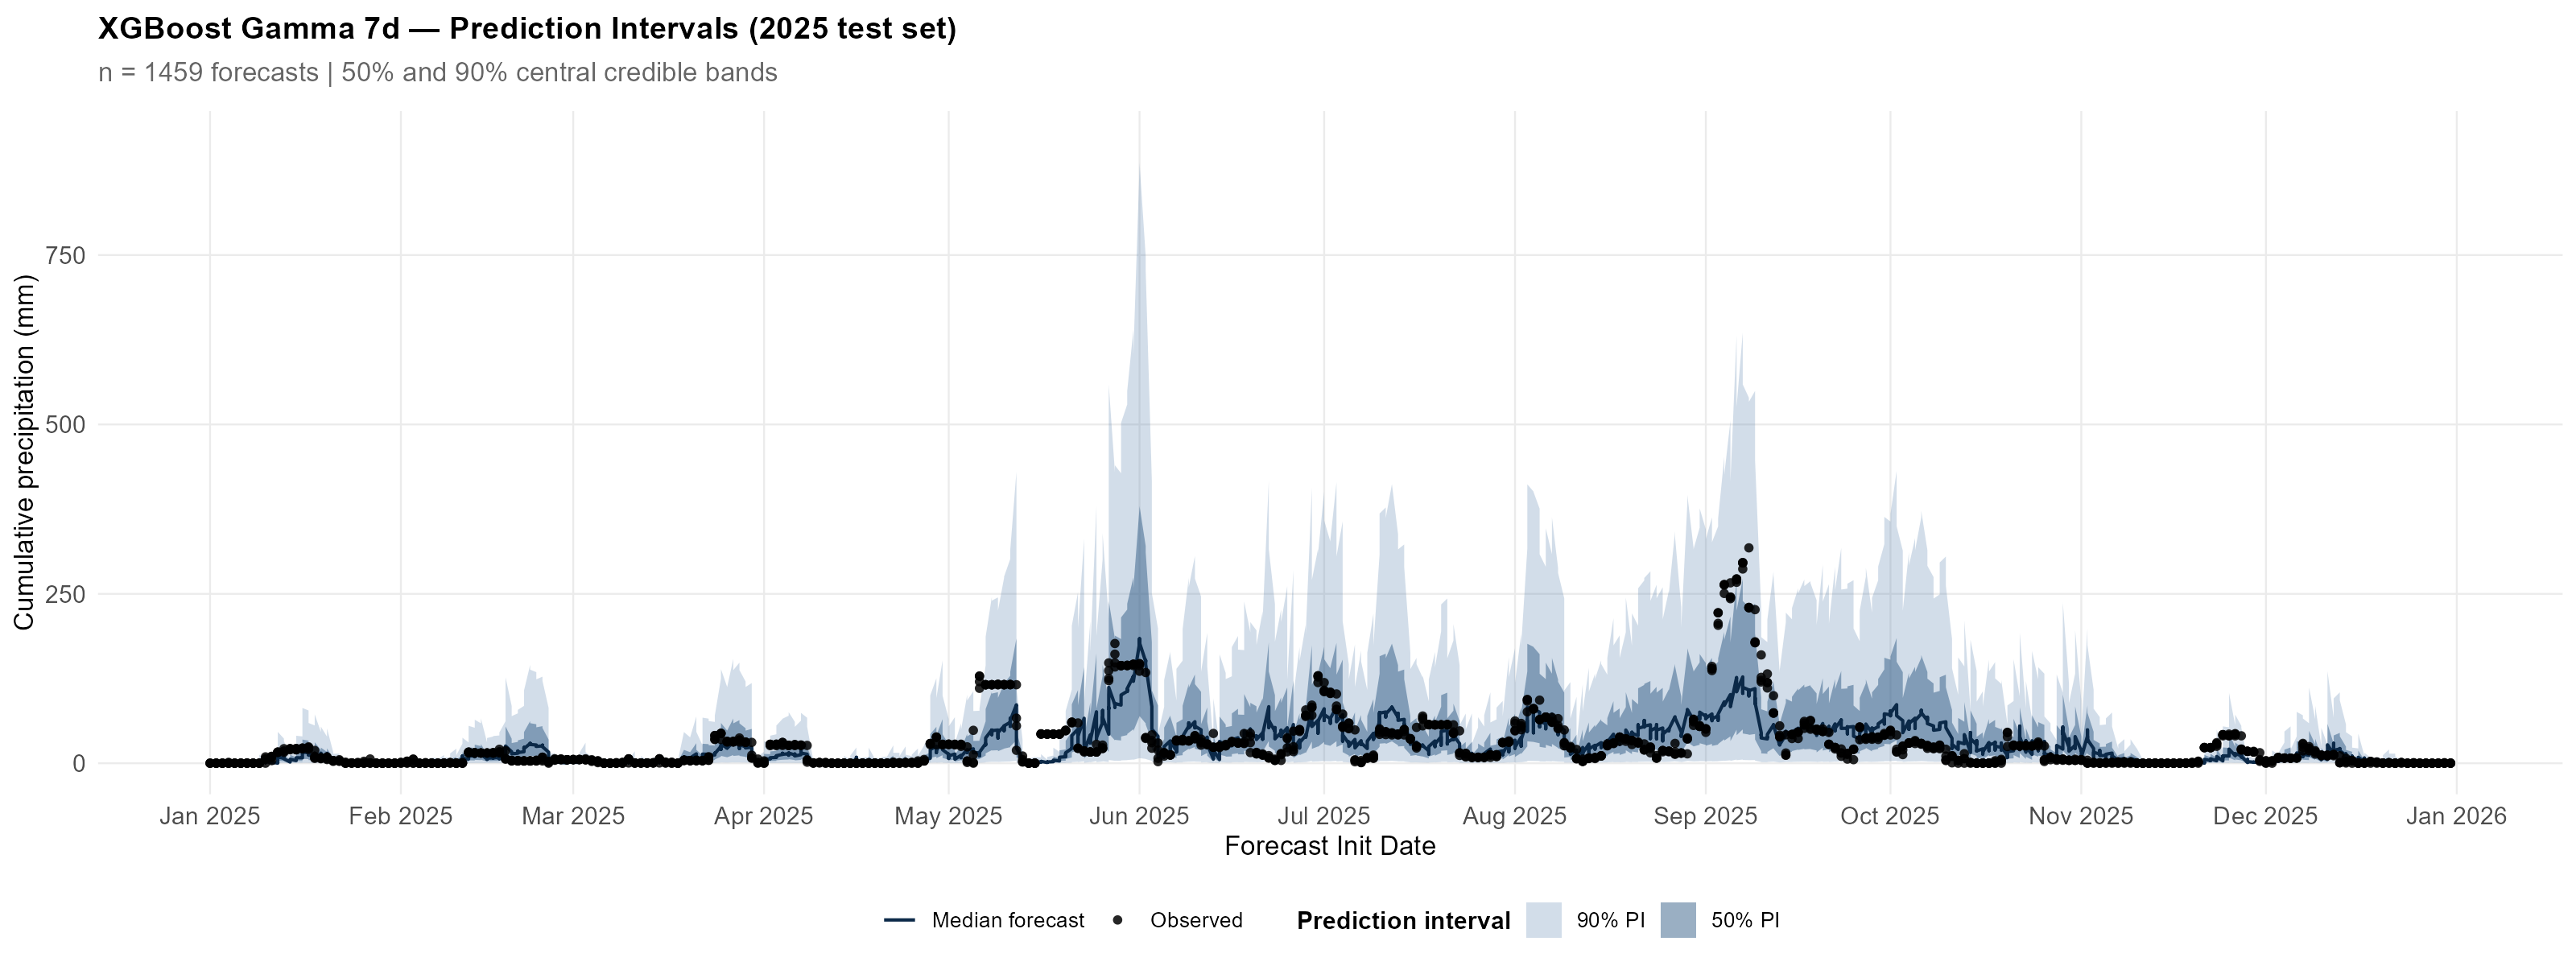 XGBoost Gamma 7d — Prediction Intervals (2025 test set)
n = 1459 forecasts | 50% and 90% central credible bands
Cumulative precipitation (mm)
750
500
250
0
Jan 2025 Feb 2025 Mar 2025 Apr 2025 May 2025 Jun 2025 Jul 2025 Aug 2025 Sep 2025 Oct 2025 Nov 2025 Dec 2025 Jan 2026
Forecast Init Date
Median forecast Observed Prediction interval 90% PI 50% PI